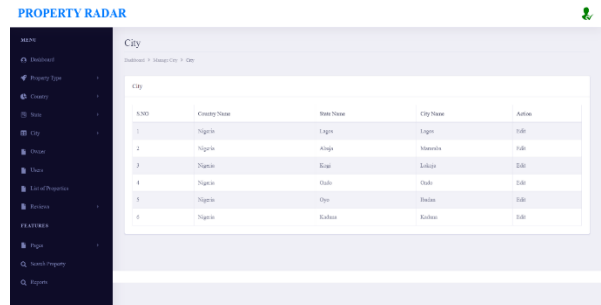 PROPERTY RADAR
MENU
Dashboard
Property Type
Country
State
City
Owner
Users
List of Properties
Reviews
FEATURES
Pages
Search Property
Reports
City
Dashboard > Manage City > City
City
S.NO Country Name State Name City Name Action
1 Nigeria Lagos Lagos Edit
2 Nigeria Abuja Edit
3 Nigeria Kogi Lokoja Edit
4 Nigeria Ondo Ondo Edit
5 Nigeria Oyo Ibadan Edit
6 Nigeria Kaduna Kaduna Edit